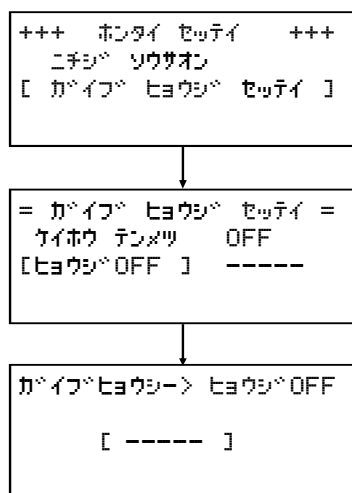 +++ ホンタイ セッテイ +++
ニチジ ソウサオン
[ ガイブ ヒョウジ セッテイ ]
= ガイブ ヒョウジ セッテイ =
ケイホウ テンメツ OFF
[ヒョウジOFF ] -----
ガイブヒョウジー> ヒョウジOFF
[ ----- ]